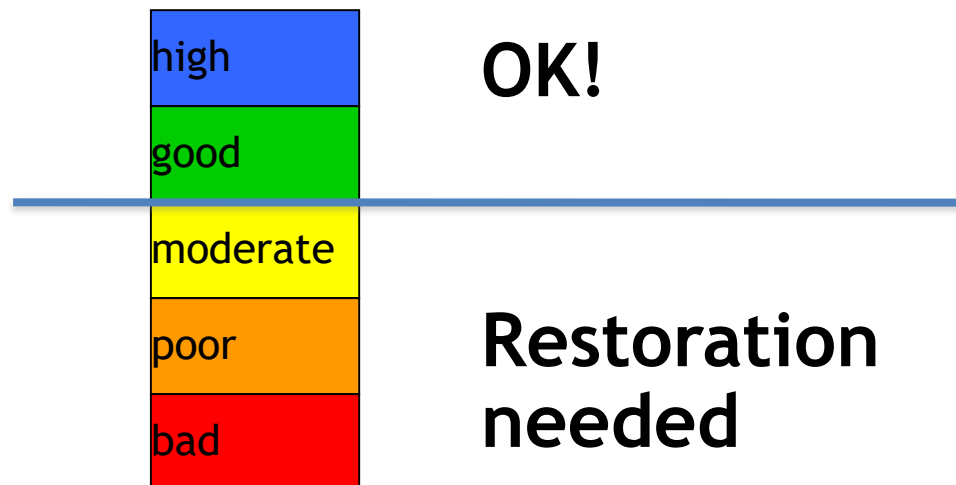 high
OK!
good
moderate
poor
Restoration
needed
bad